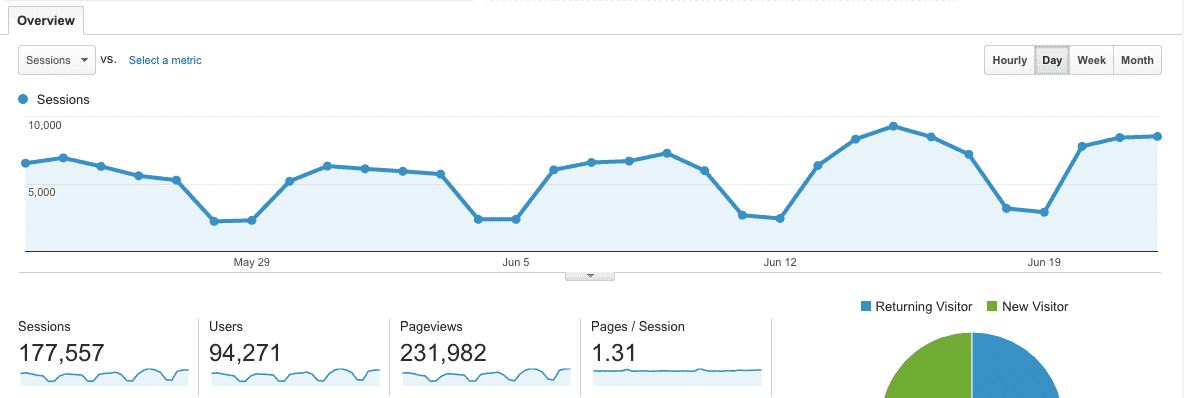 Overview
Sessions vs. Select a metric Hourly Day Week Month
Sessions
10,000
5,000
May 29 Jun 5 Jun 12 Jun 19
Returning Visitor New Visitor
Sessions Users Pageviews Pages / Session
177,557 94,271 231,982 1.31